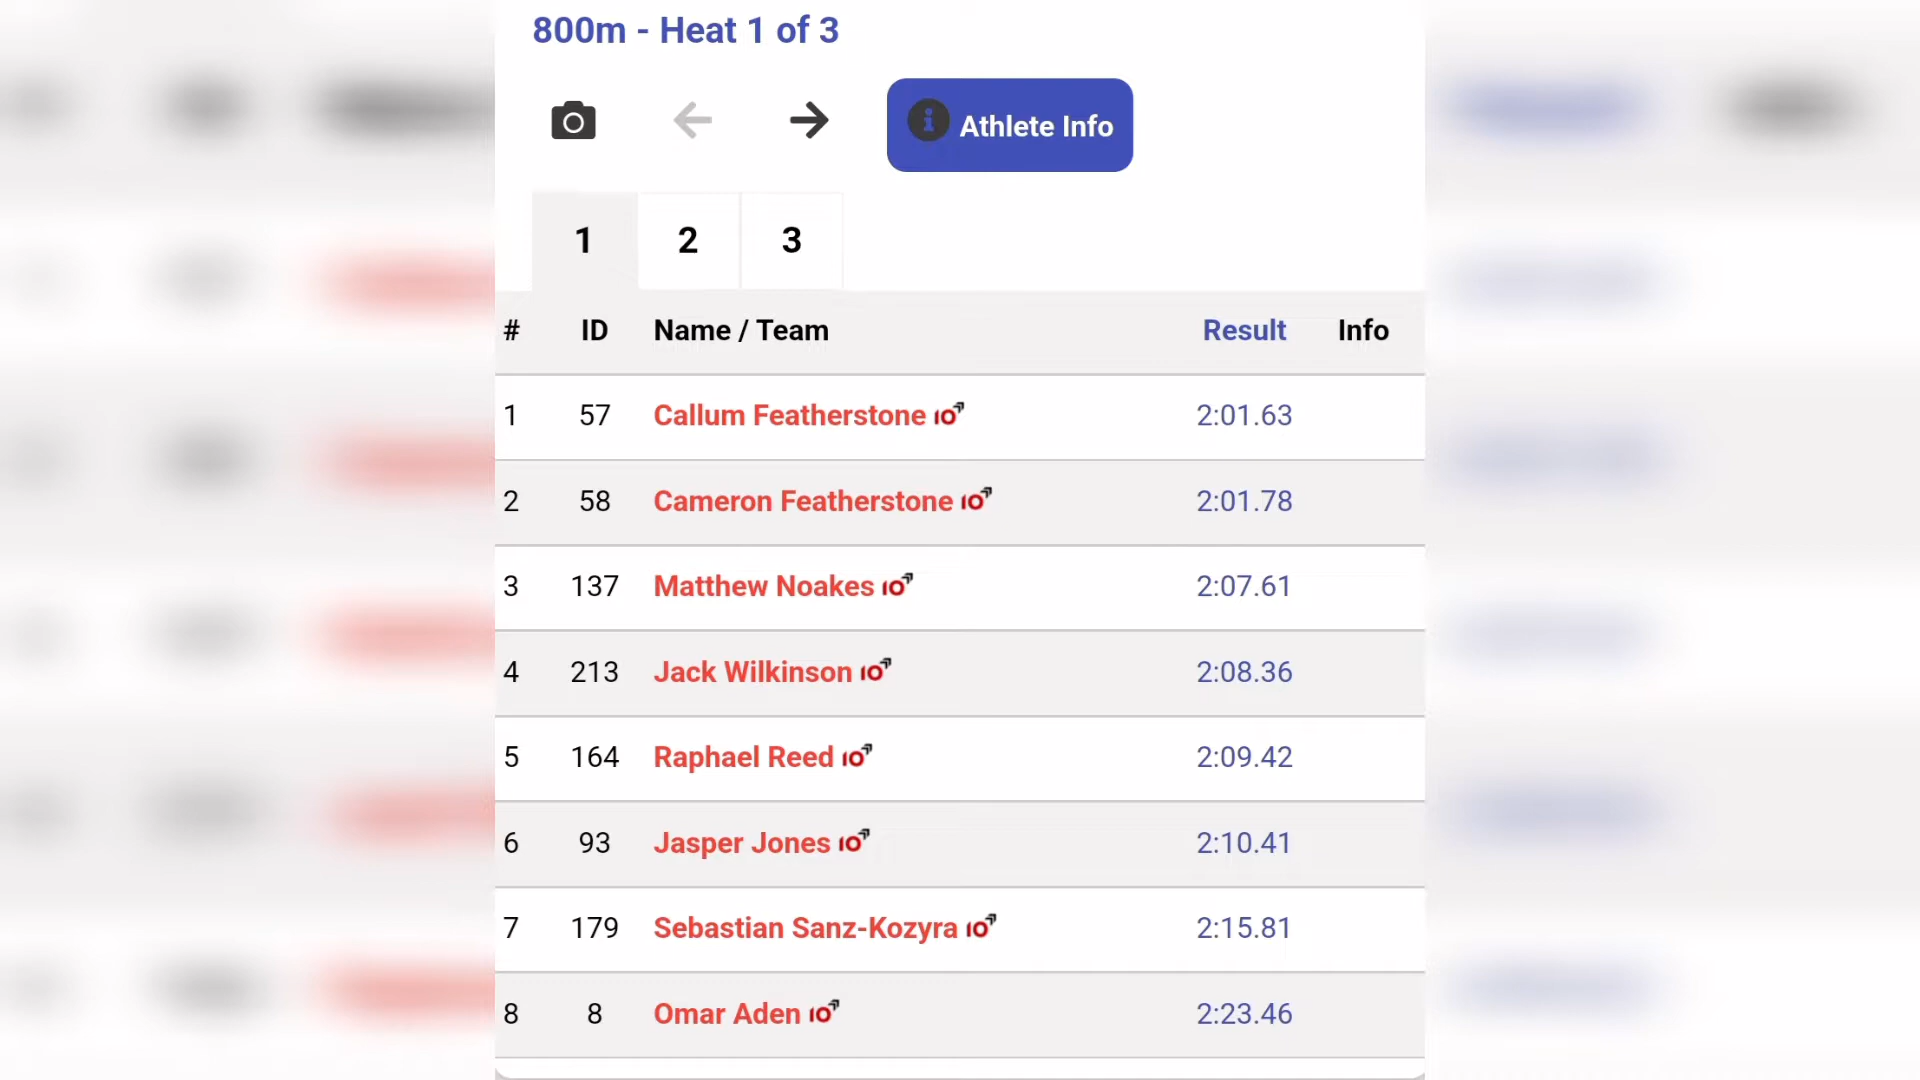 800m - Heat 1 of 3
Athlete Info
1 2 3
# ID Name / Team Result Info
1 57 Callum Featherstone 2:01.63
2 58 Cameron Featherstone 2:01.78
3 137 Matthew Noakes 2:07.61
4 213 Jack Wilkinson 2:08.36
5 164 Raphael Reed 2:09.42
6 93 Jasper Jones 2:10.41
7 179 Sebastian Sanz-Kozyra 2:15.81
8 8 Omar Aden 2:23.46